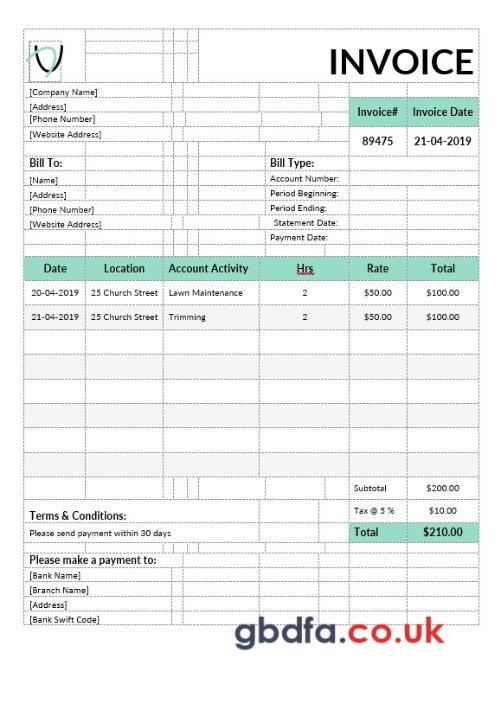 INVOICE
[Company Name]
[Address]
[Phone Number]
[Website Address]
Invoice# Invoice Date
89475 21-04-2019
Bill To: Bill Type:
[Name] Account Number:
[Address] Period Beginning:
[Phone Number] Period Ending:
[Website Address] Statement Date:
Payment Date:
Date Location Account Activity Hrs Rate Total
20-04-2019 25 Church Street Lawn Maintenance 2 $50.00 $100.00
21-04-2019 25 Church Street Trimming 2 $50.00 $100.00
Subtotal $200.00
Tax @ 5 % $10.00
Terms & Conditions:
Please send payment within 30 days Total $210.00
Please make a payment to:
[Bank Name]
[Branch Name]
[Address]
[Bank Swift Code]
gbdfa.co.uk